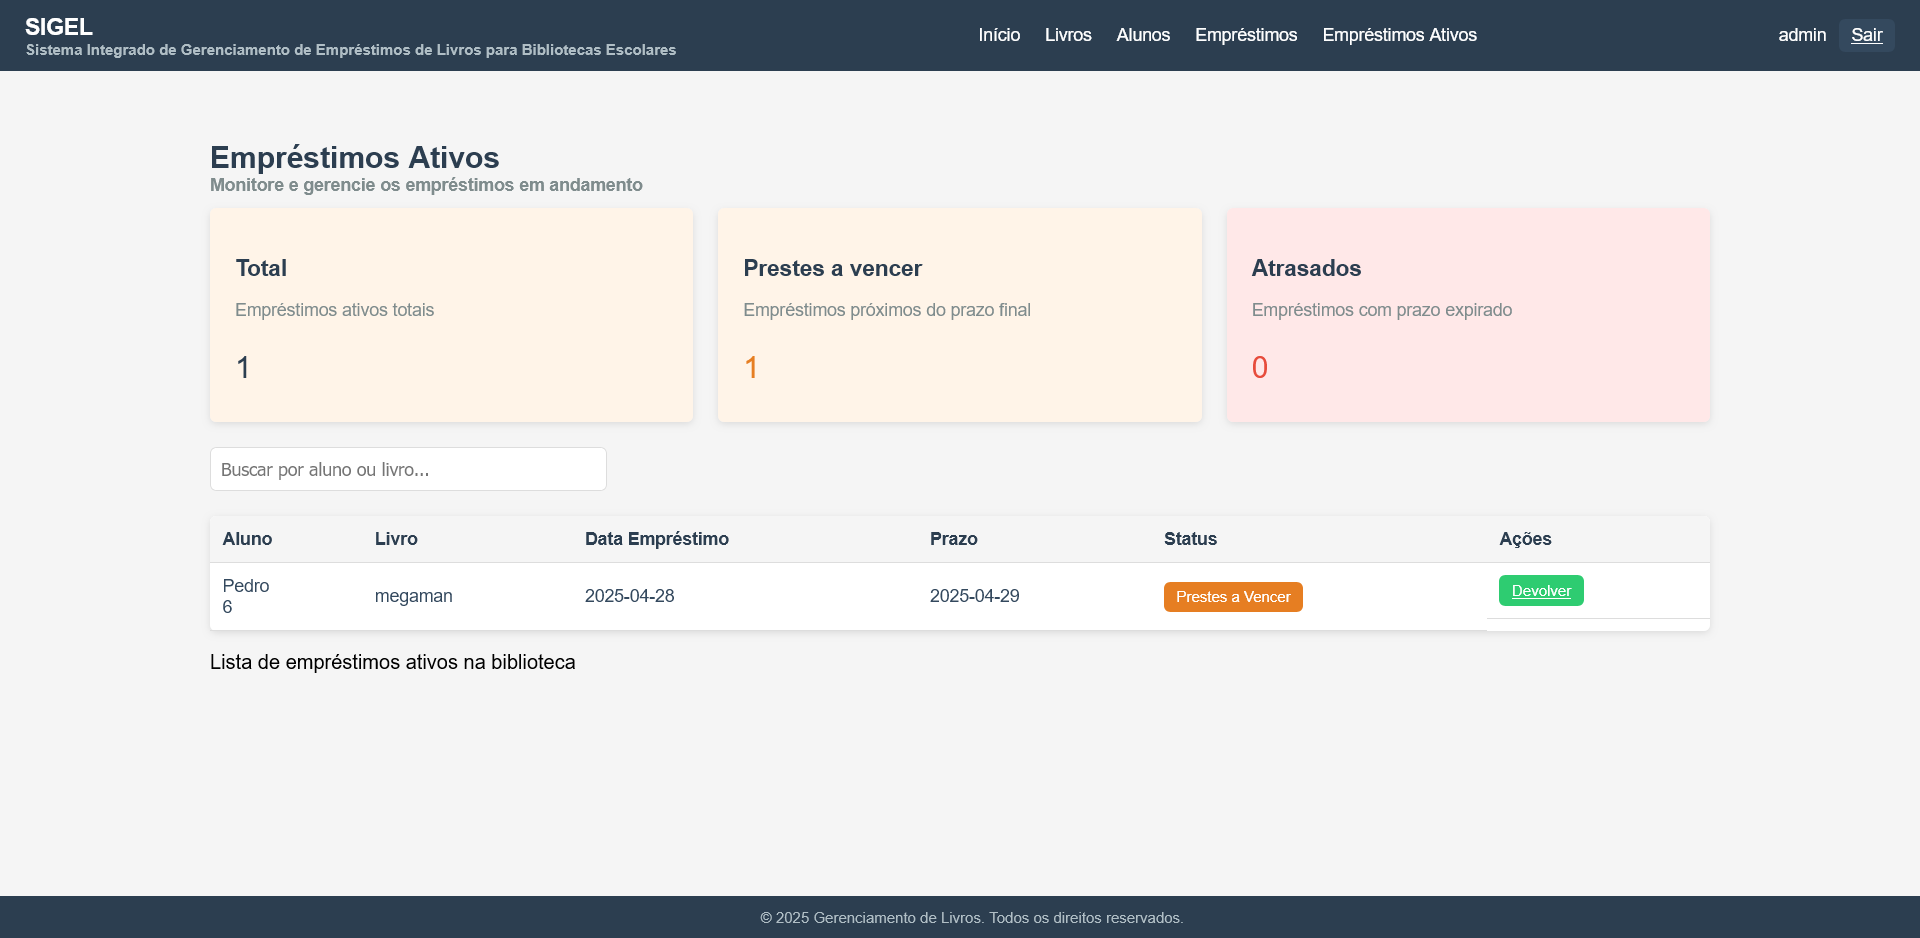 SIGEL
Sistema Integrado de Gerenciamento de Empréstimos de Livros para Bibliotecas Escolares
Início Livros Alunos Empréstimos Empréstimos Ativos
admin Sair
Empréstimos Ativos
Monitore e gerencie os empréstimos em andamento
Total
Empréstimos ativos totais
1
Prestes a vencer
Empréstimos próximos do prazo final
1
Atrasados
Empréstimos com prazo expirado
0
Buscar por aluno ou livro...
Aluno Livro Data Empréstimo Prazo Status Ações
Pedro
6
megaman 2025-04-28 2025-04-29 Prestes a Vencer Devolver
Lista de empréstimos ativos na biblioteca
© 2025 Gerenciamento de Livros. Todos os direitos reservados.